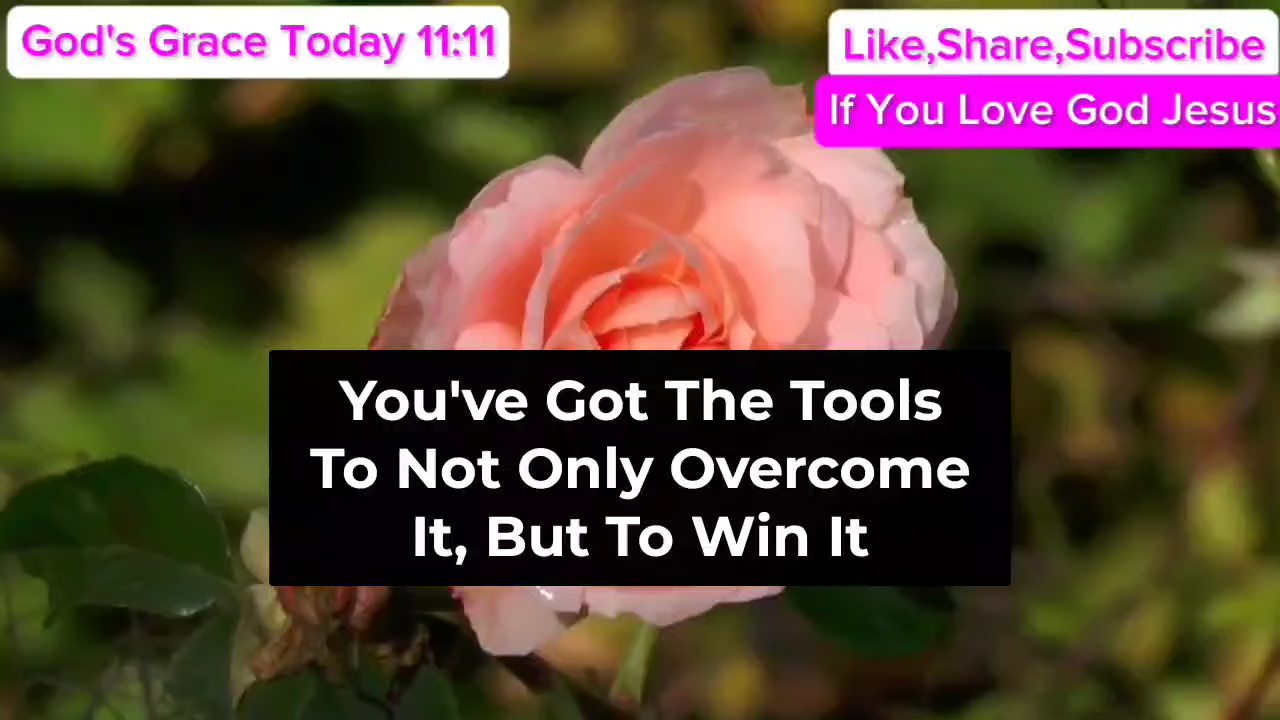 God's Grace Today 11:11
Like,Share,Subscribe
If You Love God Jesus
You've Got The Tools
To Not Only Overcome
It, But To Win It